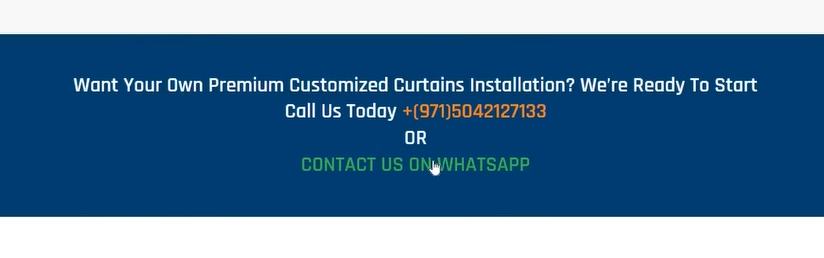 Want Your Own Premium Customized Curtains Installation? We're Ready To Start
Call Us Today +(971)5042127133
OR
CONTACT US ON WHATSAPP